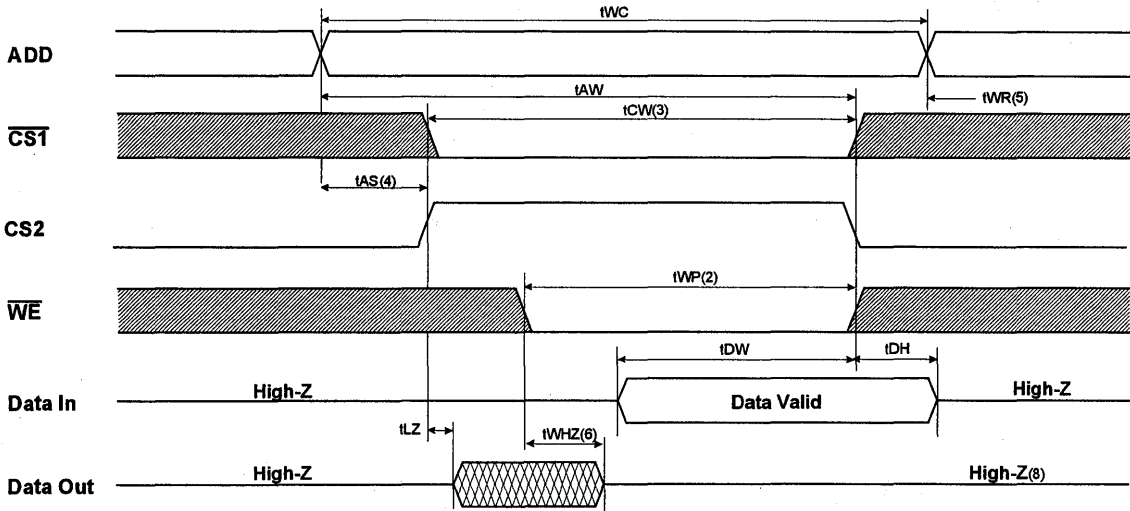 tWC
ADD
tAW
tCW(3)
tWR(5)
CS1
tAS(4)
CS2
tWP(2)
WE
tDW
tDH
High-Z
High-Z
Data In
Data Valid
tLZ
tWHZ(6)
High-Z
High-Z(8)
Data Out